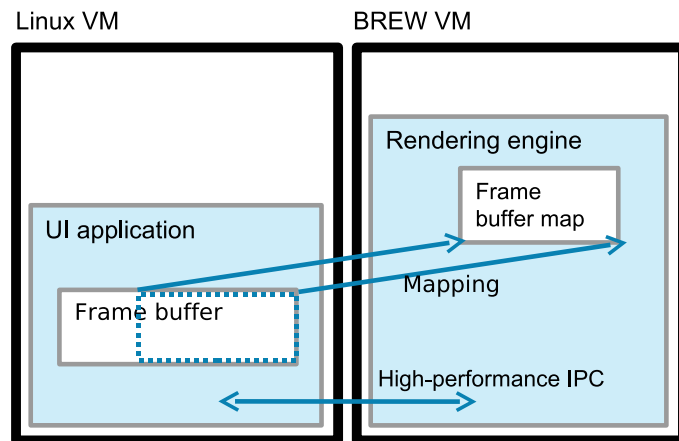 Linux VM
BREW VM
Rendering engine
Frame
buffer map
UI application
Mapping
Frame buffer
High-performance IPC